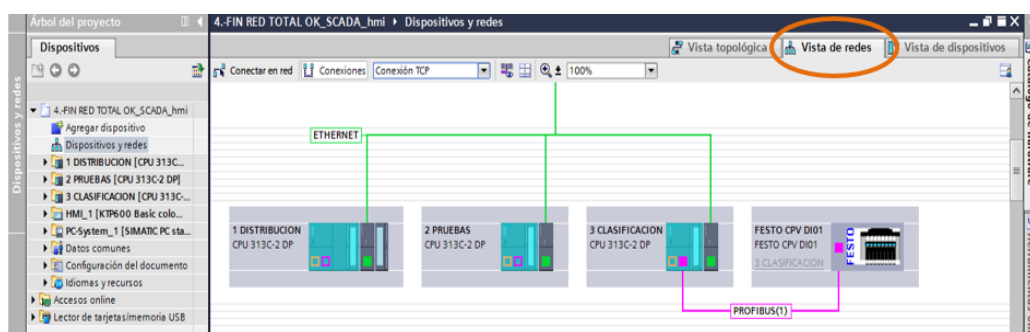 Árbol del proyecto
4.-FIN RED TOTAL OK_SCADA_hmi Dispositivos y redes
Dispositivos
Vista topológica
Vista de redes
Vista de dispositivos
Conectar en red
Conexiones
Conexión TCP
100%
Dispositivos y redes
4.-FIN RED TOTAL OK_SCADA_hmi
Agregar dispositivo
Dispositivos y redes
1 DISTRIBUCION [CPU 313C...
2 PRUEBAS [CPU 313C-2 DP]
3 CLASIFICACION [CPU 313C-...
HMI_1 [KTP600 Basic colo...
PC-System_1 [SIMATIC PC sta...
Datos comunes
Configuración del documento
Idiomas y recursos
Accesos online
Lector de tarjetas/memoria USB
ETHERNET
1 DISTRIBUCION
CPU 313C-2 DP
2 PRUEBAS
CPU 313C-2 DP
3 CLASIFICACION
CPU 313C-2 DP
FESTO CPV DI01
FESTO CPV DI01
3 CLASIFICACION
FESTO
PROFIBUS(1)